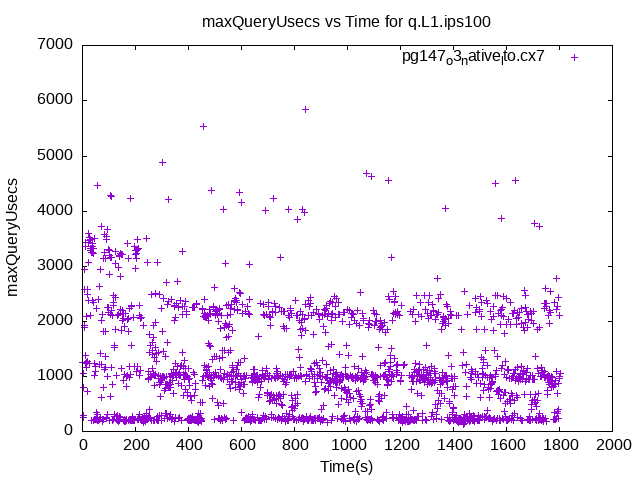 maxQueryUsecs vs Time for q.L1.ips100
7000
pg147o3native_lto.cx7
6000
5000
4000
maxQueryUsecs
3000
2000
1000
0
0 200 400 600 800 1000 1200 1400 1600 1800 2000
Time(s)